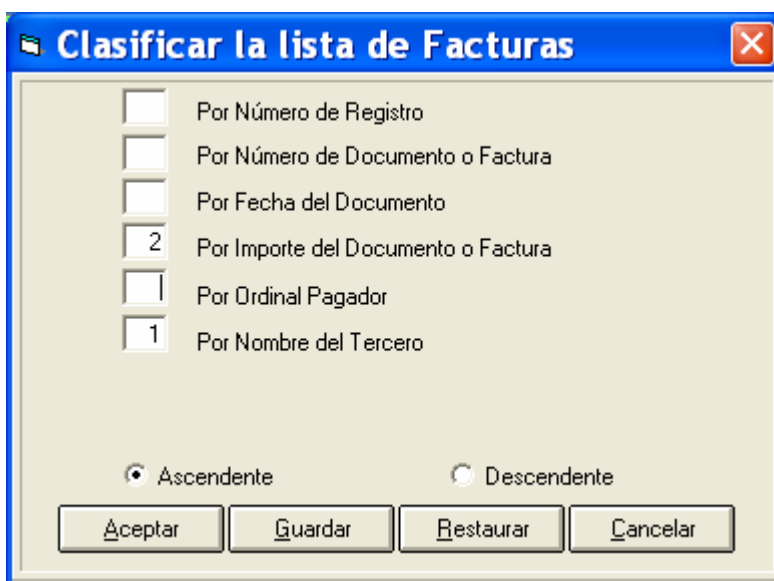 Clasificar la lista de Facturas
Por Número de Registro
Por Número de Documento o Factura
Por Fecha del Documento
2 Por Importe del Documento o Factura
Por Ordinal Pagador
1 Por Nombre del Tercero
Ascendente Descendente
Aceptar Guardar Restaurar Cancelar